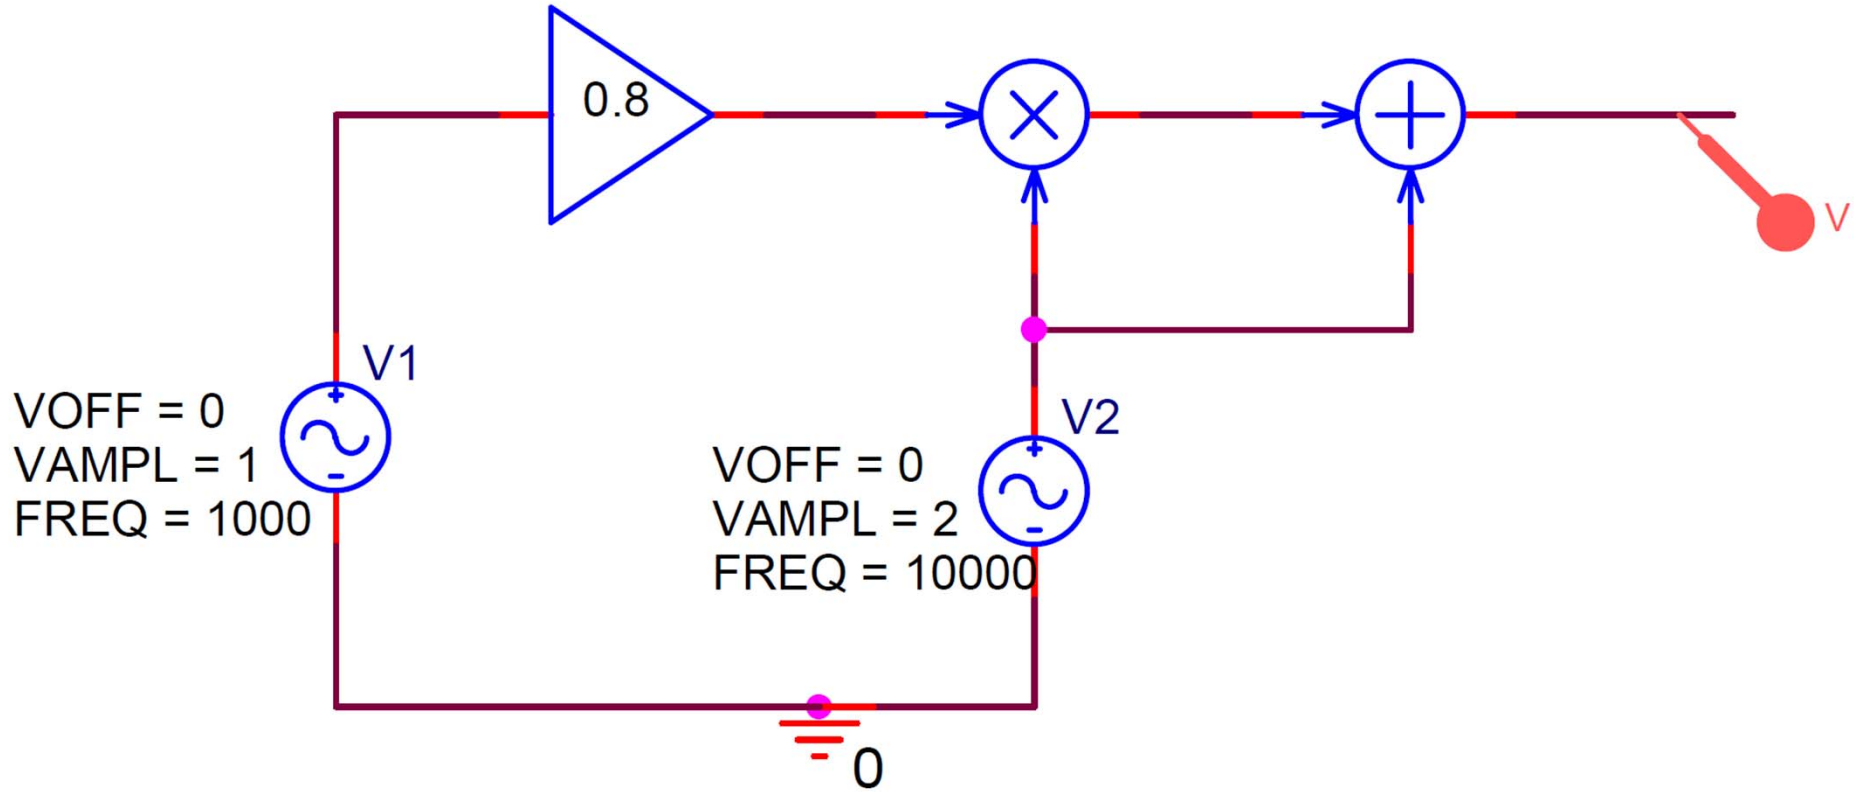 0.8
V
V1
VOFF = 0
VAMPL = 1
FREQ = 1000
V2
VOFF = 0
VAMPL = 2
FREQ = 10000
0